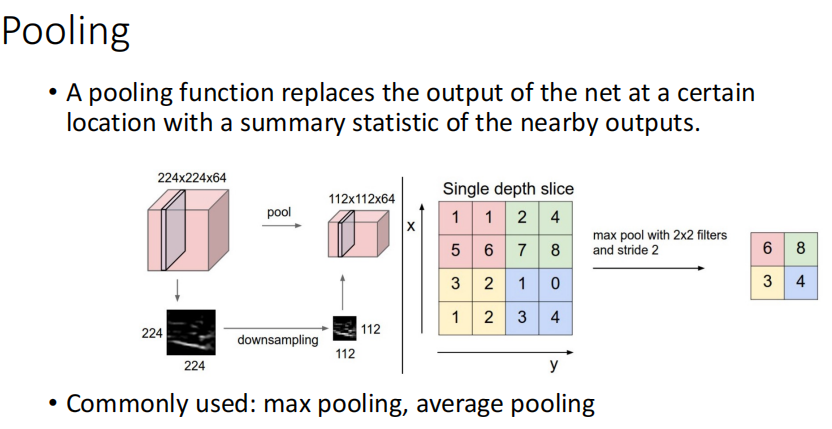 Pooling
• A pooling function replaces the output of the net at a certain
location with a summary statistic of the nearby outputs.
224x224x64
pool
112x112x64
224
224
downsampling
112
112
Single depth slice
x
1 1 2 4
5 6 7 8
3 2 1 0
1 2 3 4
y
max pool with 2x2 filters
and stride 2
6 8
3 4
• Commonly used: max pooling, average pooling